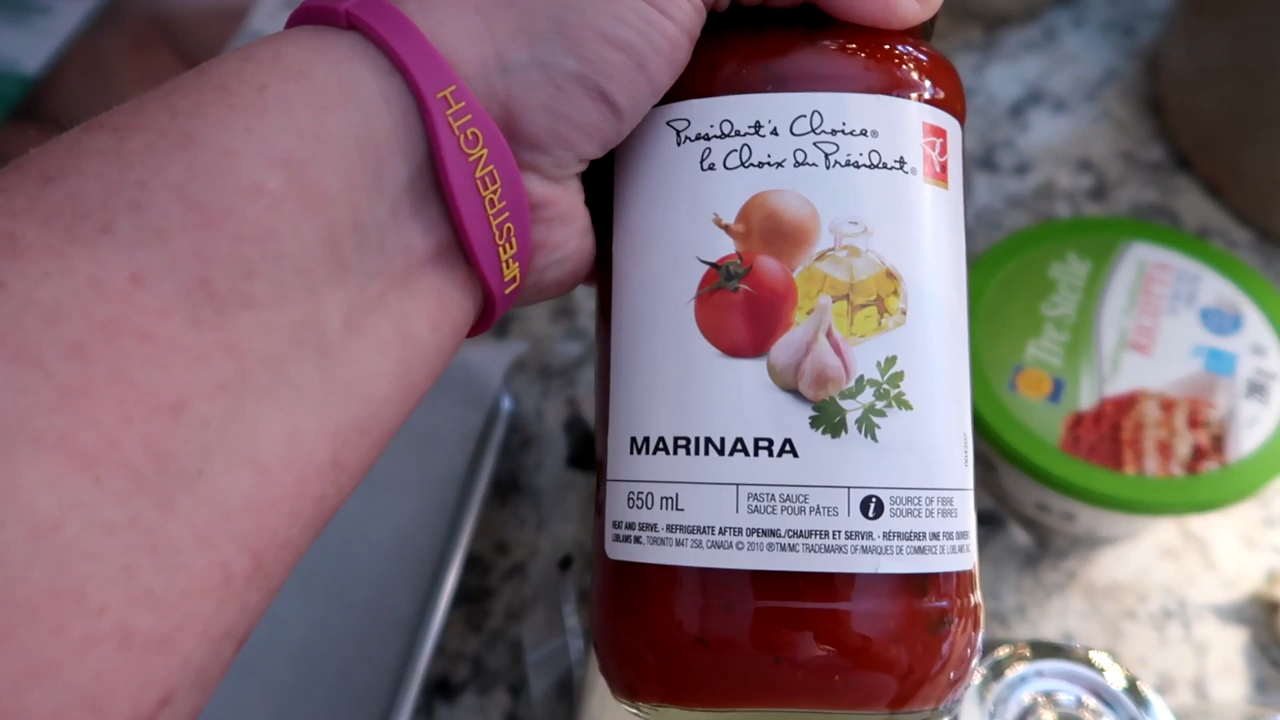 LIFESTRENGTH
President's Choice®
le Choix du Président®
PC
MARINARA
650 mL
PASTA SAUCE
SAUCE POUR PÂTES
i
SOURCE OF FIBRE
SOURCE DE FIBRES
HEAT AND SERVE. · REFRIGERATE AFTER OPENING./CHAUFFER ET SERVIR. · RÉFRIGÉRER UNE FOIS
LOBLAWS INC., TORONTO M4T 2S8, CANADA © 2010 ®TM/MC TRADEMARKS OF/MARQUES DE COMMERCE DE LOBLAWS INC.
Tre Stelle